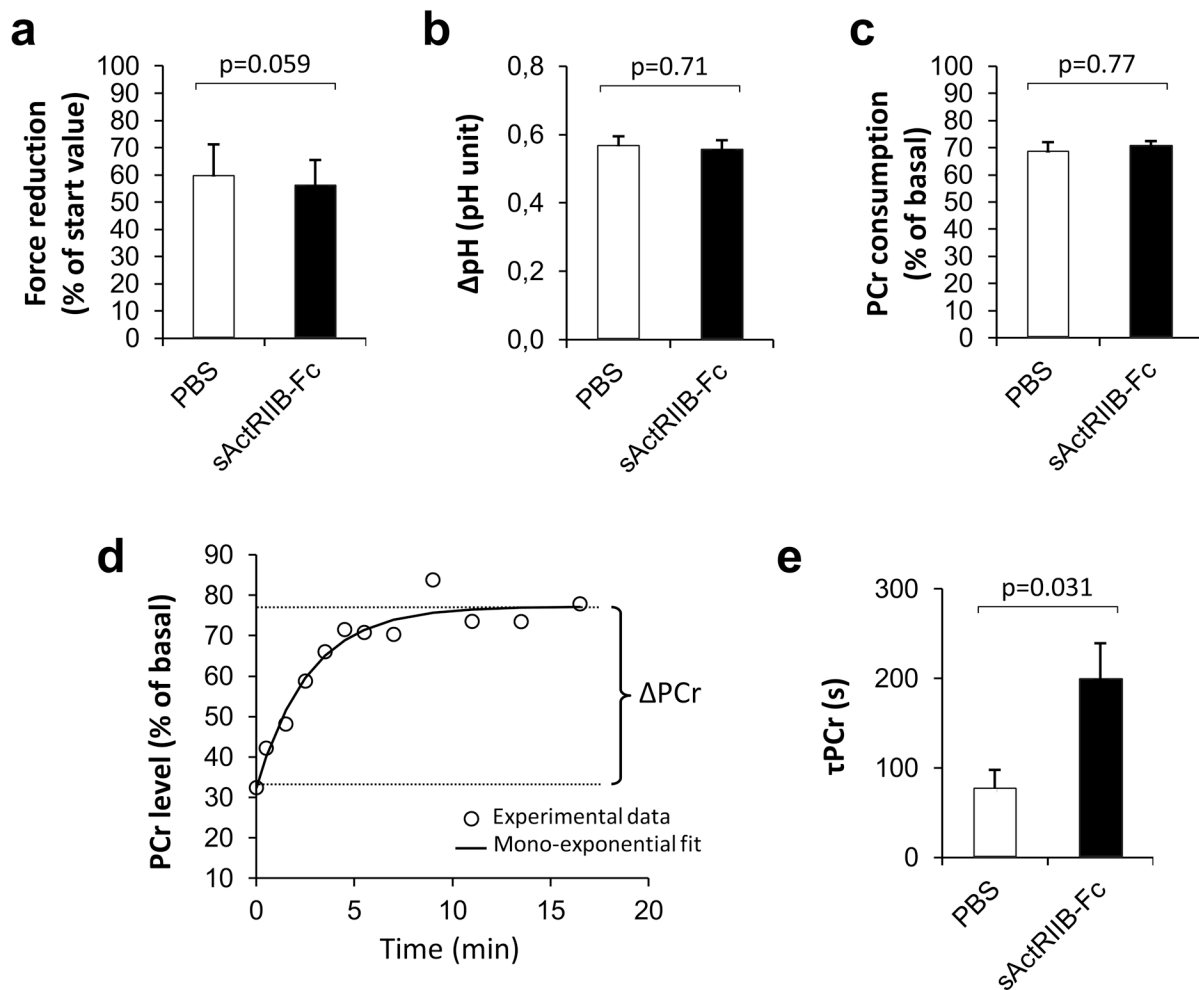 a
p=0.059
Force reduction
(% of start value)
100
90
80
70
60
50
40
30
20
10
0
PBS
sActRIIB-Fc
b
p=0.71
ΔpH (pH unit)
0,8
0,6
0,4
0,2
0,0
PBS
sActRIIB-Fc
c
p=0.77
PCr consumption
(% of basal)
100
90
80
70
60
50
40
30
20
10
0
PBS
sActRIIB-Fc
d
PCr level (% of basal)
90
80
70
60
50
40
30
20
10
ΔPCr
Experimental data
Mono-exponential fit
0
5
10
15
20
Time (min)
e
p=0.031
τPCr (s)
300
200
100
0
PBS
sActRIIB-Fc